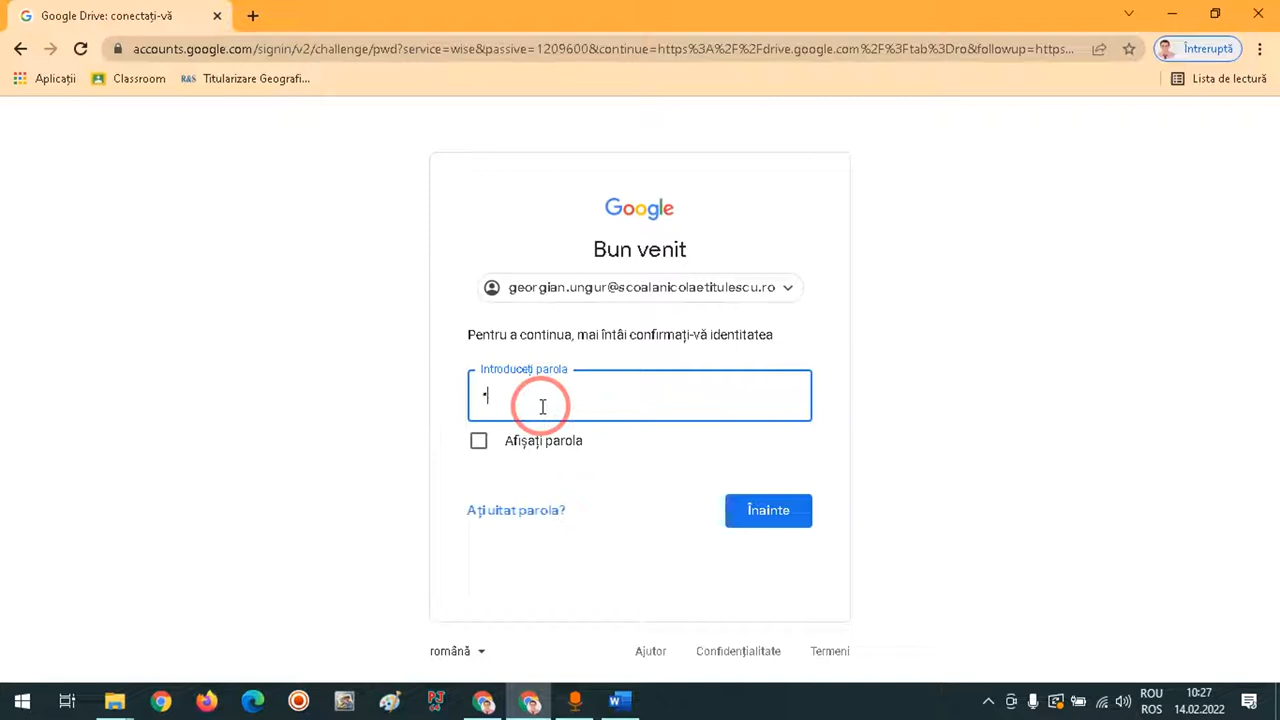 Google Drive: conectați-vă
accounts.google.com/signin/v2/challenge/pwd?service=wise&passive=1209600&continue=https%3A%2F%2Fdrive.google.com%2F%3Ftab%3Dro&followup=https...
Întreruptă
Aplicații
Classroom
R&S Titularizare Geografi...
Lista de lectură
Google
Bun venit
georgian.ungur@scoalanicolaetitulescu.ro
Pentru a continua, mai întâi confirmați-vă identitatea
Introduceți parola
Afișați parola
Ați uitat parola?
Înainte
română
Ajutor
Confidențialitate
Termeni
ROU
10:27
ROS
14.02.2022